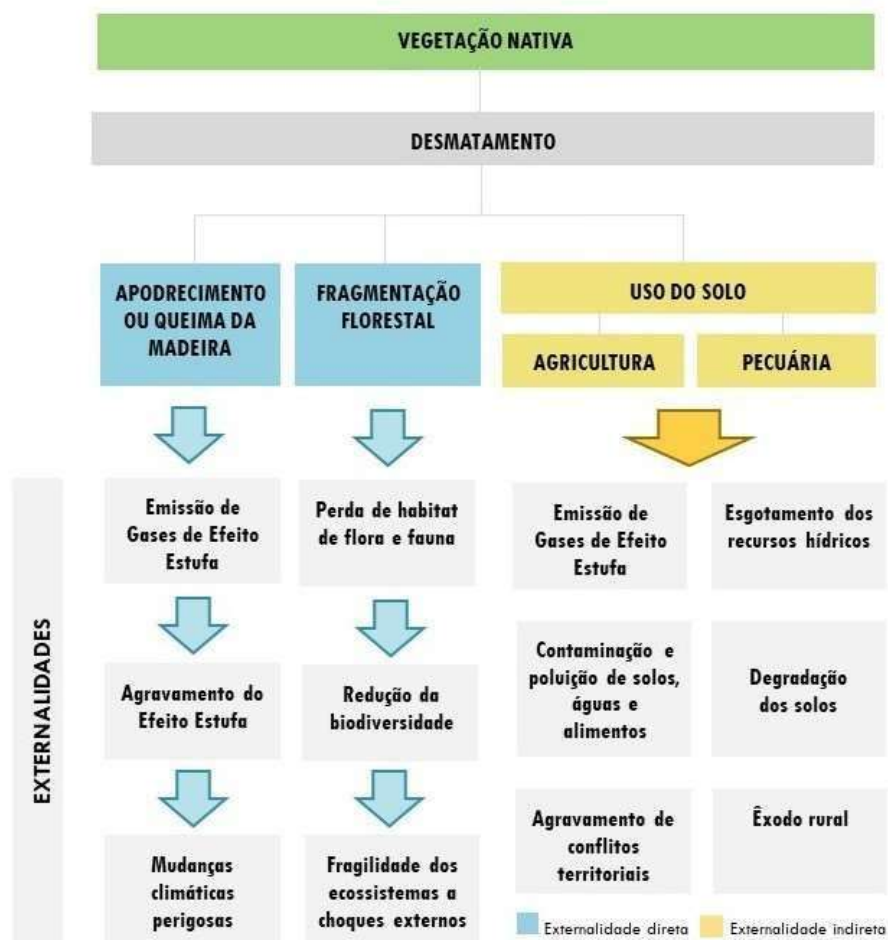 VEGETAÇÃO NATIVA
DESMATAMENTO
APODRECIMENTO
OU QUEIMA DA
MADEIRA
FRAGMENTAÇÃO
FLORESTAL
USO DO SOLO
AGRICULTURA
PECUÁRIA
EXTERNALIDADES
Emissão de
Gases de Efeito
Estufa
Agravamento do
Efeito Estufa
Mudanças
climáticas
perigosas
Perda de habitat
de flora e fauna
Redução da
biodiversidade
Fragilidade dos
ecossistemas a
choques externos
Emissão de
Gases de Efeito
Estufa
Esgotamento dos
recursos hídricos
Contaminação e
poluição de solos,
águas e
alimentos
Degradação
dos solos
Agravamento de
conflitos
territoriais
Êxodo rural
Externalidade direta
Externalidade indireta